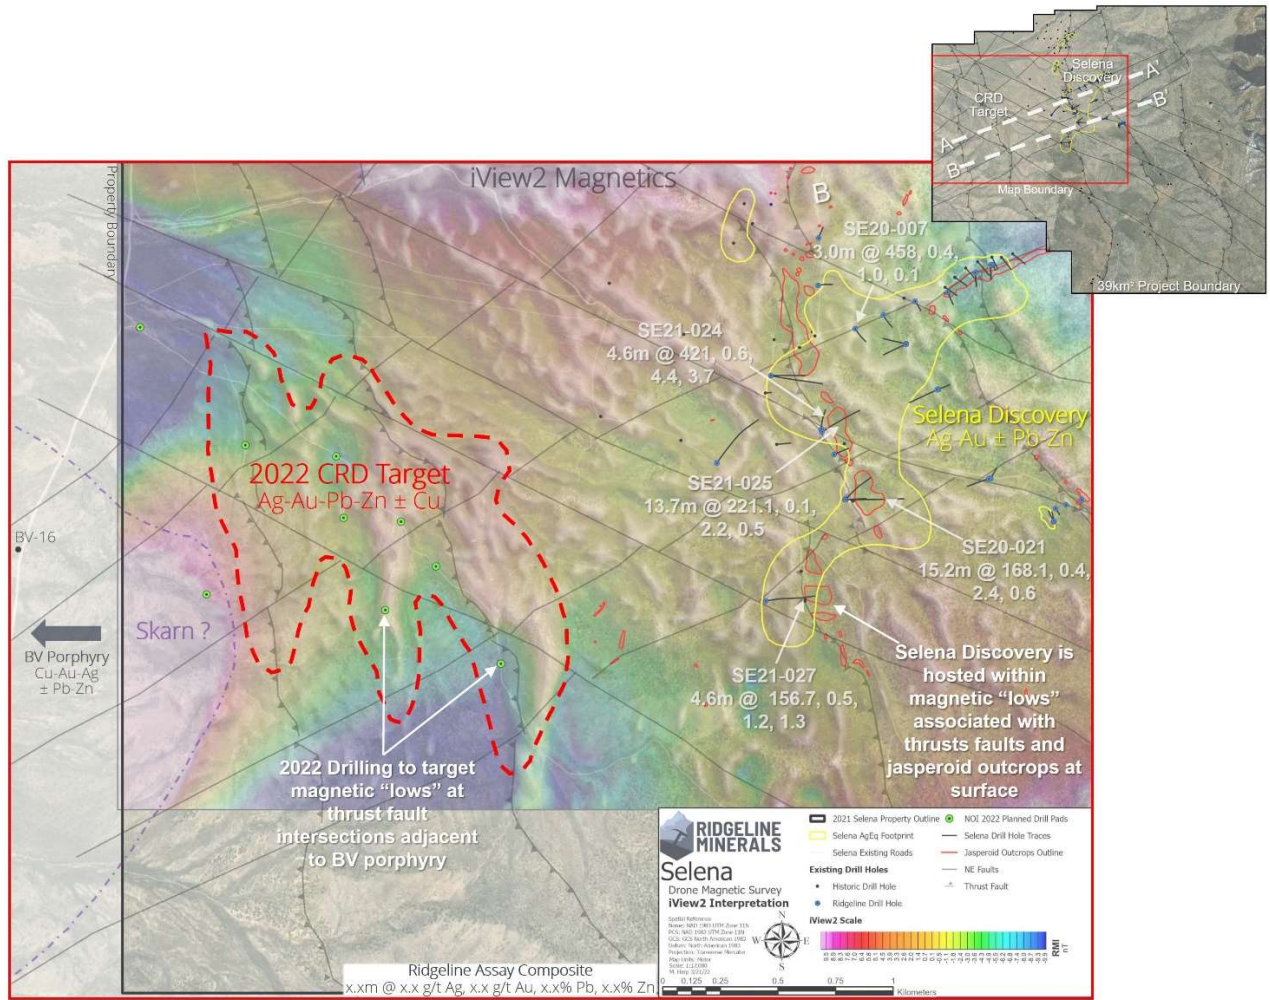 Selena
Discovery
A'
B'
CRD
Target
A
B
Map Boundary
39km² Project Boundary
iView2 Magnetics
Property Boundary
B
SE20-007
3.0m @ 458, 0.4,
1.0, 0.1
SE21-024
4.6m @ 421, 0.6,
4.4, 3.7
Selena Discovery
Ag-Au ± Pb-Zn
2022 CRD Target
Ag-Au-Pb-Zn ± Cu
SE21-025
13.7m @ 221.1, 0.1,
2.2, 0.5
BV-16
SE20-021
15.2m @ 168.1, 0.4,
2.4, 0.6
Skarn ?
BV Porphyry
Cu-Au-Ag
± Pb-Zn
SE21-027
4.6m @ 156.7, 0.5,
1.2, 1.3
Selena Discovery is
hosted within
magnetic “lows”
associated with
thrusts faults and
jasperoid outcrops at
surface
2022 Drilling to target
magnetic “lows” at
thrust fault
intersections adjacent
to BV porphyry
RIDGELINE
MINERALS
Selena
Drone Magnetic Survey
iView2 Interpretation
2021 Selena Property Outline
Selena AgEq Footprint
Selena Existing Roads
Existing Drill Holes
Historic Drill Hole
Ridgeline Drill Hole
NOI 2022 Planned Drill Pads
Selena Drill Hole Traces
Jasperoid Outcrops Outline
NE Faults
Thrust Fault
iView2 Scale
RMI
nT
N
W
E
S
0 0.125 0.25 0.5 0.75 1
Kilometers
Ridgeline Assay Composite
x.xm @ x.x g/t Ag, x.x g/t Au, x.x% Pb, x.x% Zn